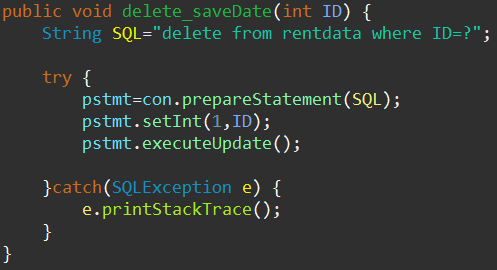 public void delete_saveDate(int ID) {
    String SQL="delete from rentdata where ID=?";
    try {
        pstmt=con.prepareStatement(SQL);
        pstmt.setInt(1,ID);
        pstmt.executeUpdate();
    }catch(SQLException e) {
        e.printStackTrace();
    }
}